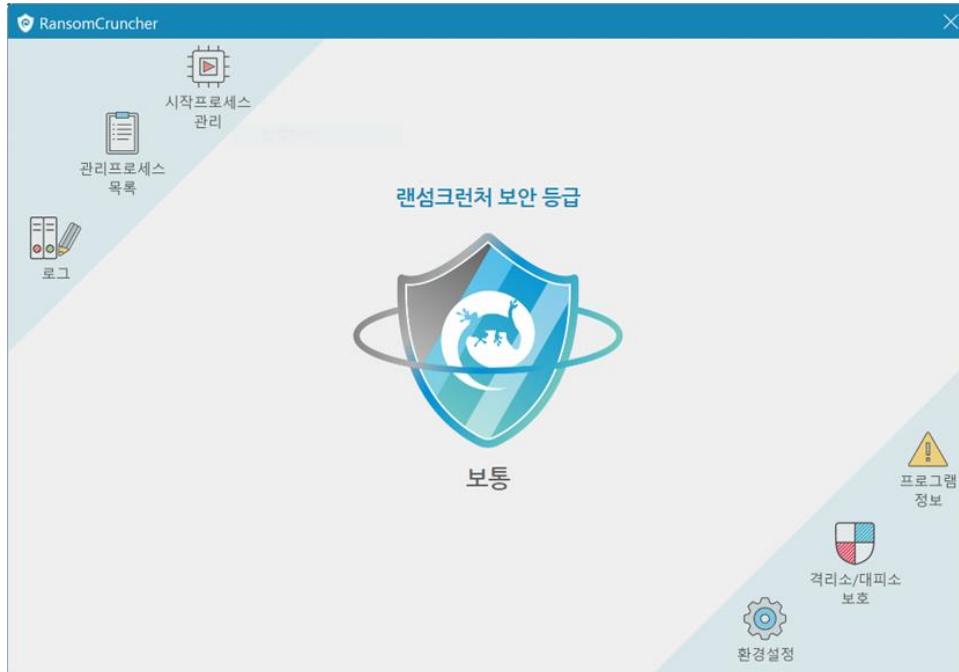 RansomCruncher
시작프로세스
관리
관리프로세스
목록
로그
랜섬크런처 보안 등급
보통
프로그램
정보
격리소/대피소
보호
환경설정